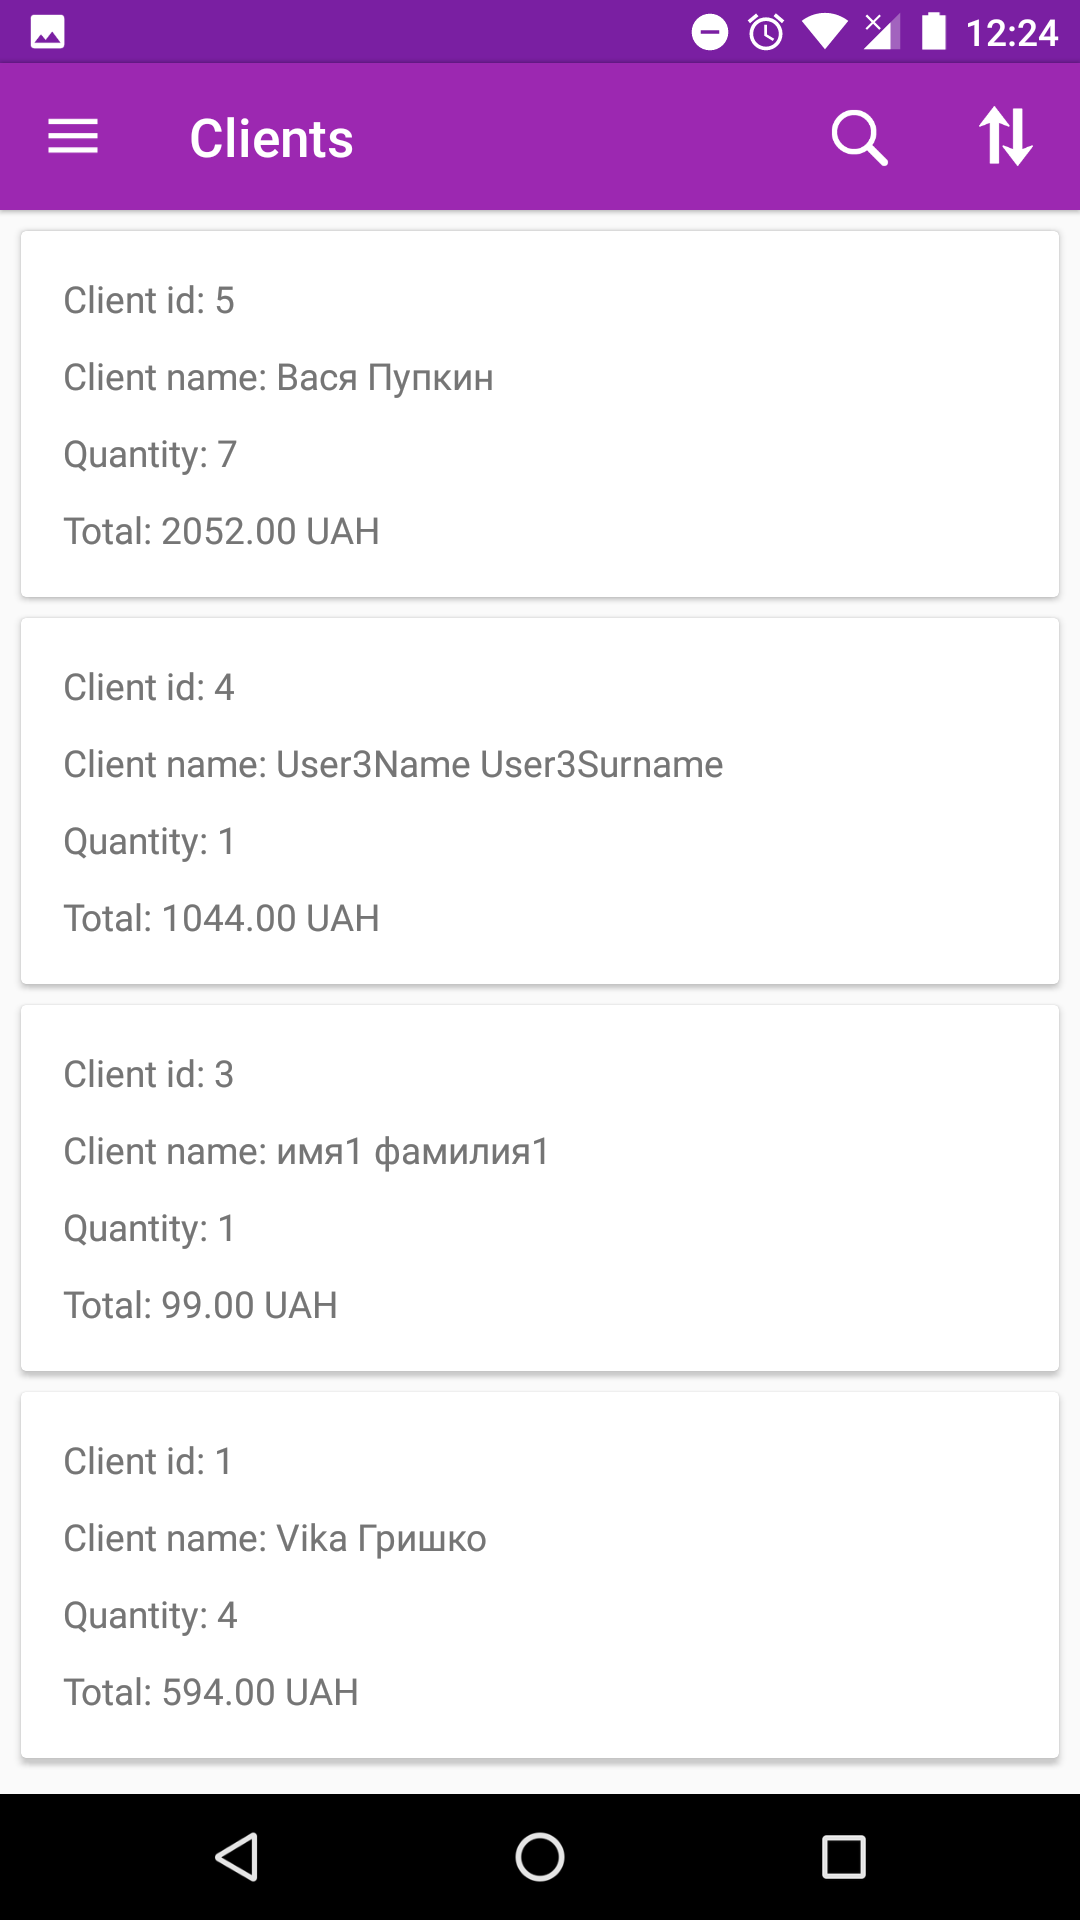 12:24
Clients
Client id: 5
Client name: Вася Пупкин
Quantity: 7
Total: 2052.00 UAH
Client id: 4
Client name: User3Name User3Surname
Quantity: 1
Total: 1044.00 UAH
Client id: 3
Client name: имя1 фамилия1
Quantity: 1
Total: 99.00 UAH
Client id: 1
Client name: Vika Гришко
Quantity: 4
Total: 594.00 UAH